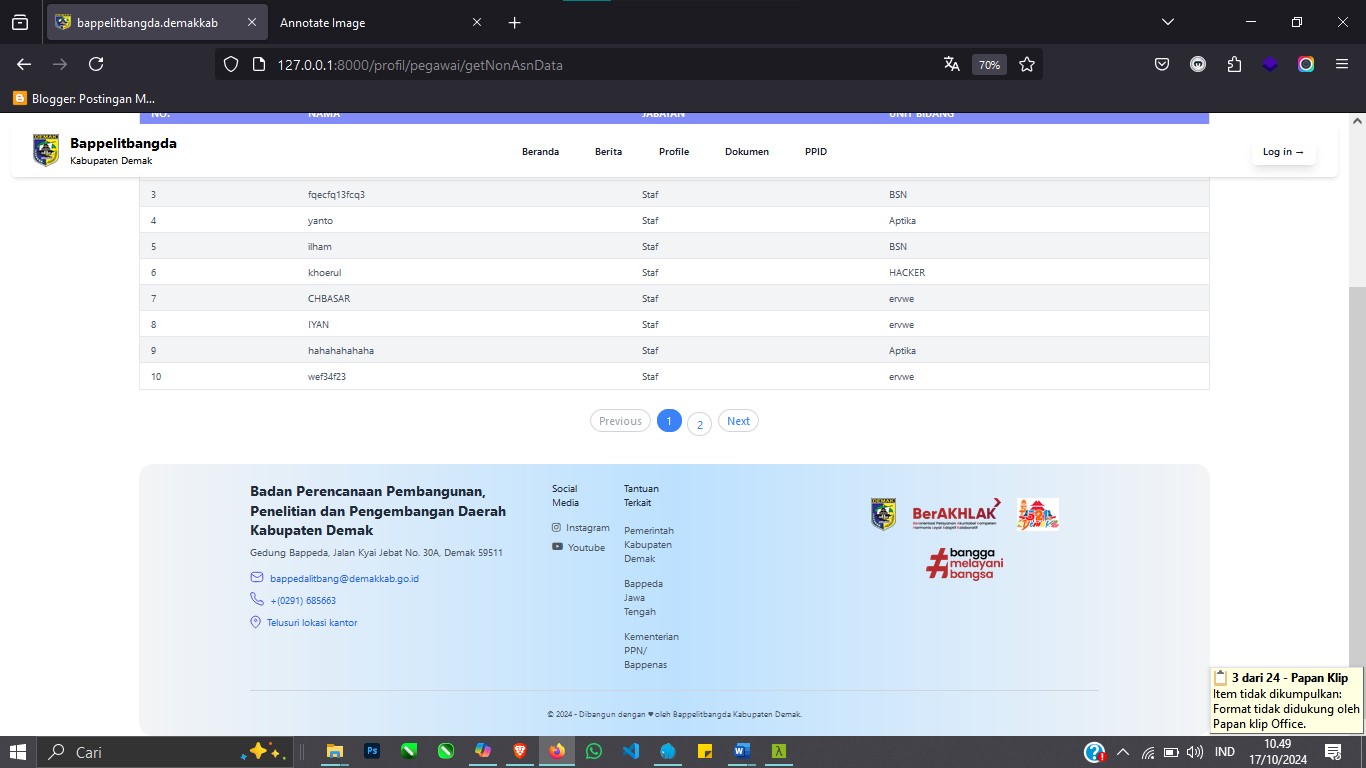 bappelitbangda.demakkab
Annotate Image
127.0.0.1:8000/profil/pegawai/getNonAsnData
70%
Blogger: Postingan M...
NO. NAMA JABATAN UNIT BIDANG
Bappelitbangda
Kabupaten Demak
Beranda Berita Profile Dokumen PPID
Log in →
3 fqecfq13fcq3 Staf BSN
4 yanto Staf Aptika
5 ilham Staf BSN
6 khoerul Staf HACKER
7 CHBASAR Staf ervwe
8 IYAN Staf ervwe
9 hahahahahaha Staf Aptika
10 wef34f23 Staf ervwe
Previous 1 2 Next
Badan Perencanaan Pembangunan,
Penelitian dan Pengembangan Daerah
Kabupaten Demak
Gedung Bappeda, Jalan Kyai Jebat No. 30A, Demak 59511
bappedalitbang@demakkab.go.id
+(0291) 685663
Telusuri lokasi kantor
Social
Media
Instagram
Youtube
Tantuan
Terkait
Pemerintah
Kabupaten
Demak
Bappeda
Jawa
Tengah
Kementerian
PPN/
Bappenas
DEMAK
BerAKHLAK
#bangga
melayani
bangsa
© 2024 - Dibangun dengan ♥ oleh Bappelitbangda Kabupaten Demak.
3 dari 24 - Papan Klip
Item tidak dikumpulkan:
Format tidak didukung oleh
Papan klip Office.
Cari
IND
10.49
17/10/2024